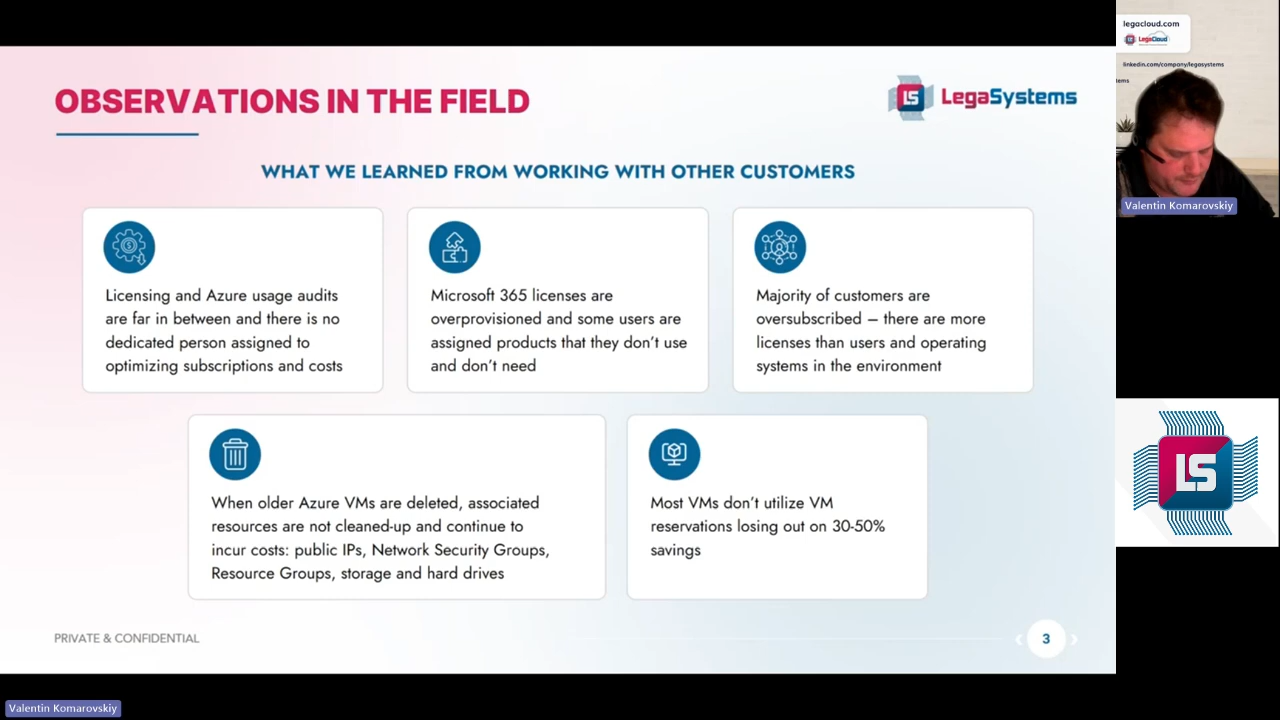 OBSERVATIONS IN THE FIELD
LS LegaSystems
WHAT WE LEARNED FROM WORKING WITH OTHER CUSTOMERS
Licensing and Azure usage audits
are far in between and there is no
dedicated person assigned to
optimizing subscriptions and costs
Microsoft 365 licenses are
overprovisioned and some users are
assigned products that they don't use
and don't need
Majority of customers are
oversubscribed – there are more
licenses than users and operating
systems in the environment
When older Azure VMs are deleted, associated
resources are not cleaned-up and continue to
incur costs: public IPs, Network Security Groups,
Resource Groups, storage and hard drives
Most VMs don't utilize VM
reservations losing out on 30-50%
savings
PRIVATE & CONFIDENTIAL
3
legacloud.com
LegaCloud
linkedin.com/company/legasystems
tems
Valentin Komarovskiy
LS
Valentin Komarovskiy